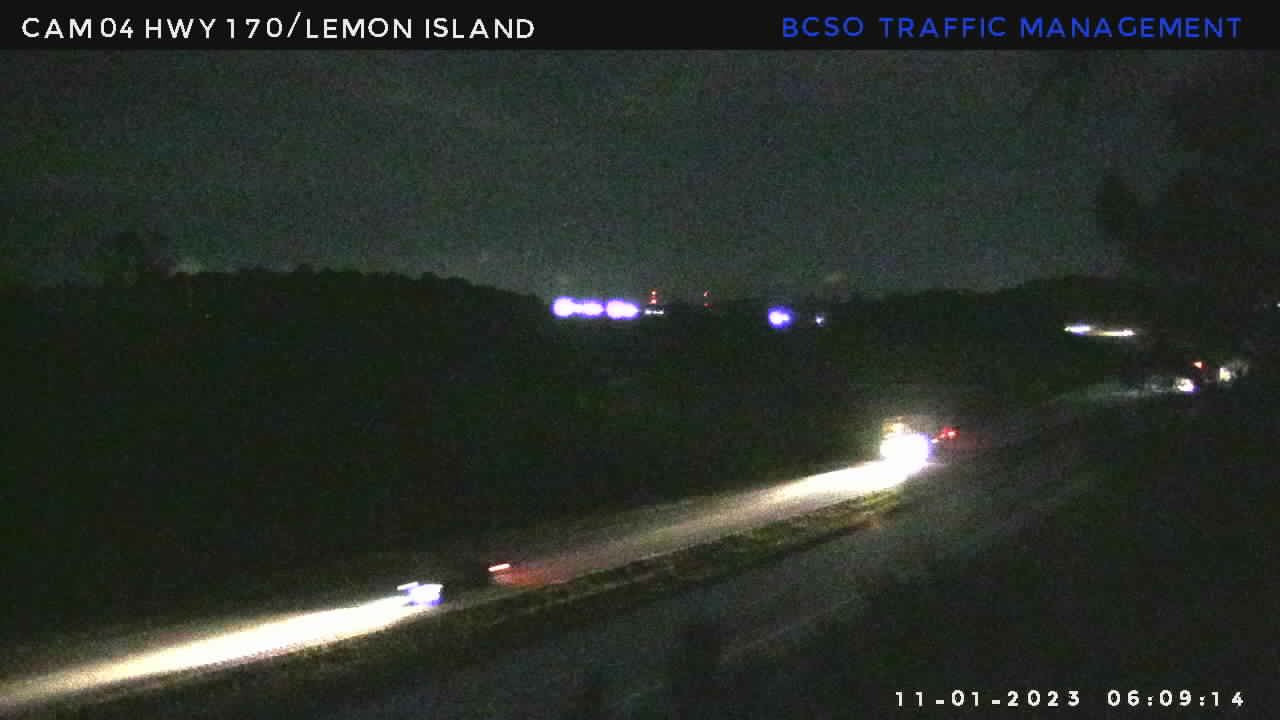 CAM04 HWY 170/LEMON ISLAND
BCSO TRAFFIC MANAGEMENT
11-01-2023 06:09:14